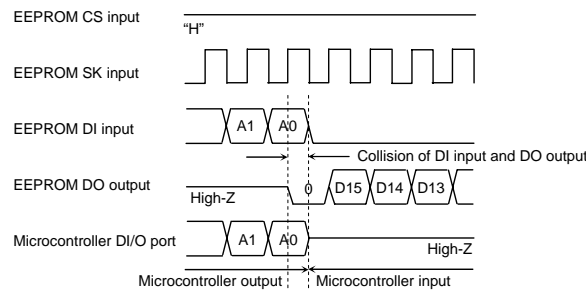 EEPROM CS input
“H”
EEPROM SK input
EEPROM DI input
A1
A0
Collision of DI input and DO output
EEPROM DO output
High-Z
0
D15
D14
D13
Microcontroller DI/O port
A1
A0
High-Z
Microcontroller output
Microcontroller input